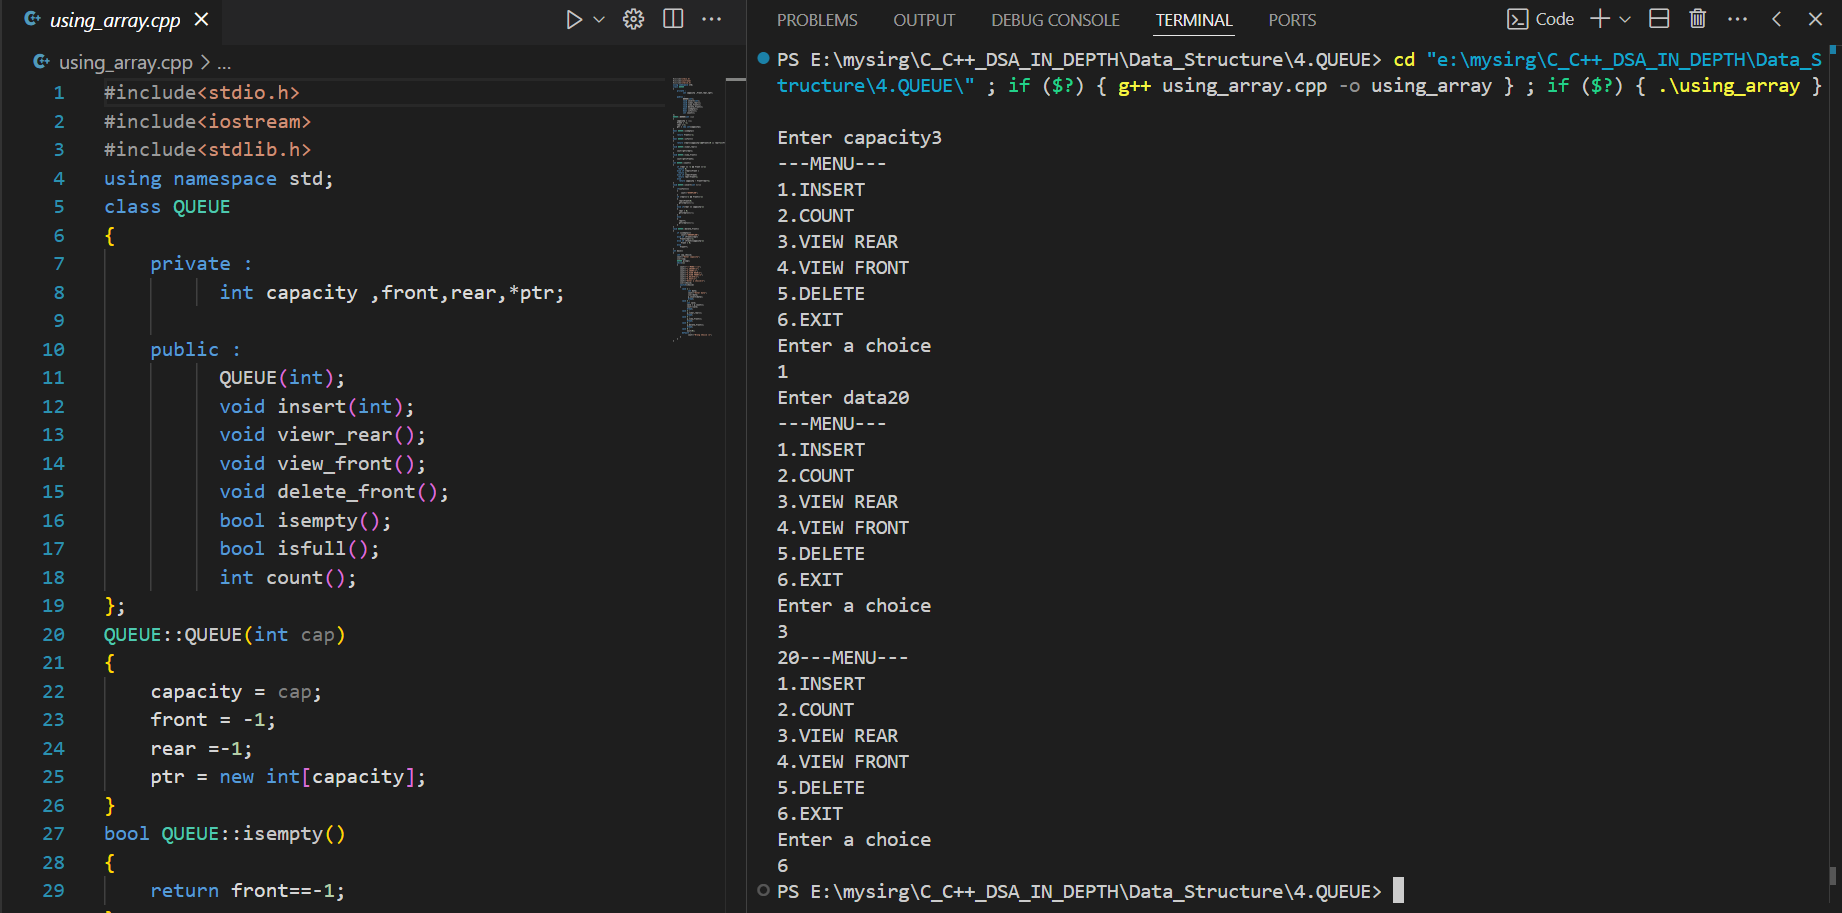 using_array.cpp
using_array.cpp > ...
1 #include<stdio.h>
2 #include<iostream>
3 #include<stdlib.h>
4 using namespace std;
5 class QUEUE
6 {
7 private :
8 int capacity ,front,rear,*ptr;
9
10 public :
11 QUEUE(int);
12 void insert(int);
13 void viewr_rear();
14 void view_front();
15 void delete_front();
16 bool isempty();
17 bool isfull();
18 int count();
19 };
20 QUEUE::QUEUE(int cap)
21 {
22 capacity = cap;
23 front = -1;
24 rear =-1;
25 ptr = new int[capacity];
26 }
27 bool QUEUE::isempty()
28 {
29 return front==-1;
PROBLEMS OUTPUT DEBUG CONSOLE TERMINAL PORTS Code
PS E:\mysirg\C_C++_DSA_IN_DEPTH\Data_Structure\4.QUEUE> cd "e:\mysirg\C_C++_DSA_IN_DEPTH\Data_S
tructure\4.QUEUE\" ; if ($?) { g++ using_array.cpp -o using_array } ; if ($?) { .\using_array }
Enter capacity3
---MENU---
1.INSERT
2.COUNT
3.VIEW REAR
4.VIEW FRONT
5.DELETE
6.EXIT
Enter a choice
1
Enter data20
---MENU---
1.INSERT
2.COUNT
3.VIEW REAR
4.VIEW FRONT
5.DELETE
6.EXIT
Enter a choice
3
20---MENU---
1.INSERT
2.COUNT
3.VIEW REAR
4.VIEW FRONT
5.DELETE
6.EXIT
Enter a choice
6
PS E:\mysirg\C_C++_DSA_IN_DEPTH\Data_Structure\4.QUEUE>